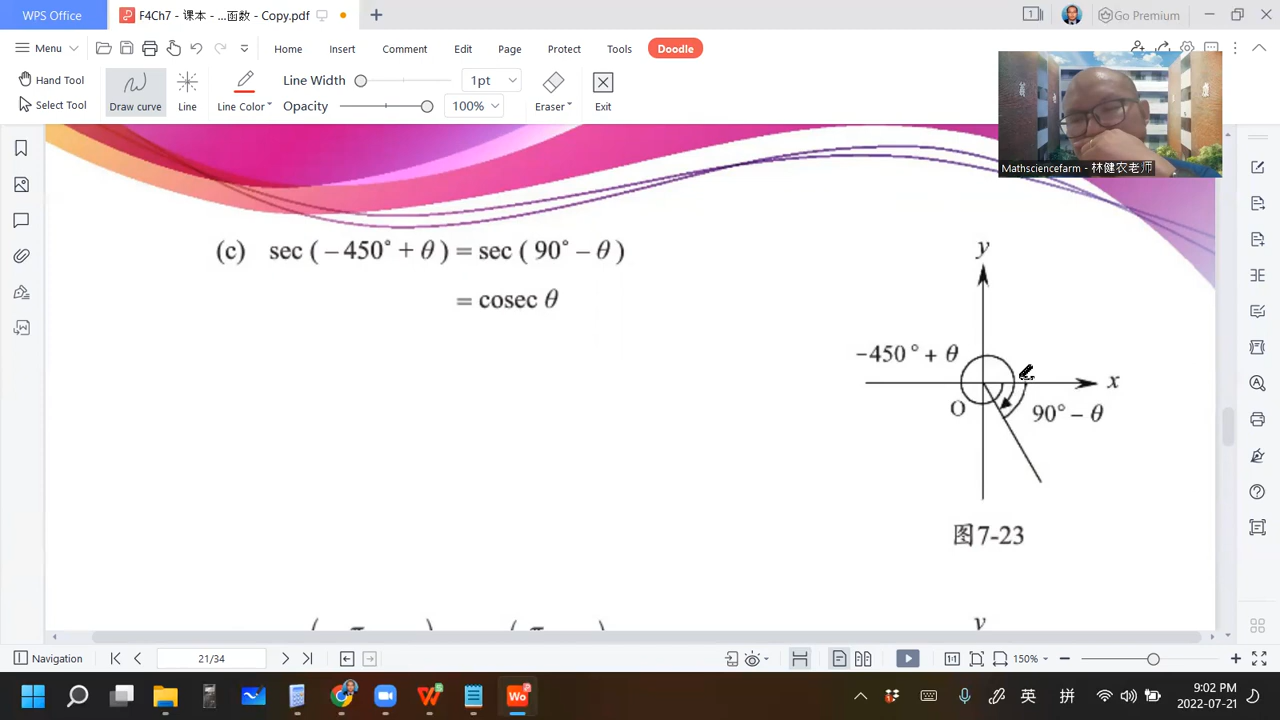 WPS Office
F4Ch7 - 课本 - ...函数 - Copy.pdf
1
Go Premium
Menu
Home
Insert
Comment
Edit
Page
Protect
Tools
Doodle
Hand Tool
Select Tool
Draw curve
Line
Line Color
Line Width
1pt
Opacity
100%
Eraser
Exit
Mathsciencefarm - 林健农老师
(c) sec ( – 450° + θ ) = sec ( 90° – θ )
= cosec θ
y
–450° + θ
x
O
90° – θ
图7-23
y
Navigation
21/34
150%
Wo
英
拼
9:02 PM
2022-07-21